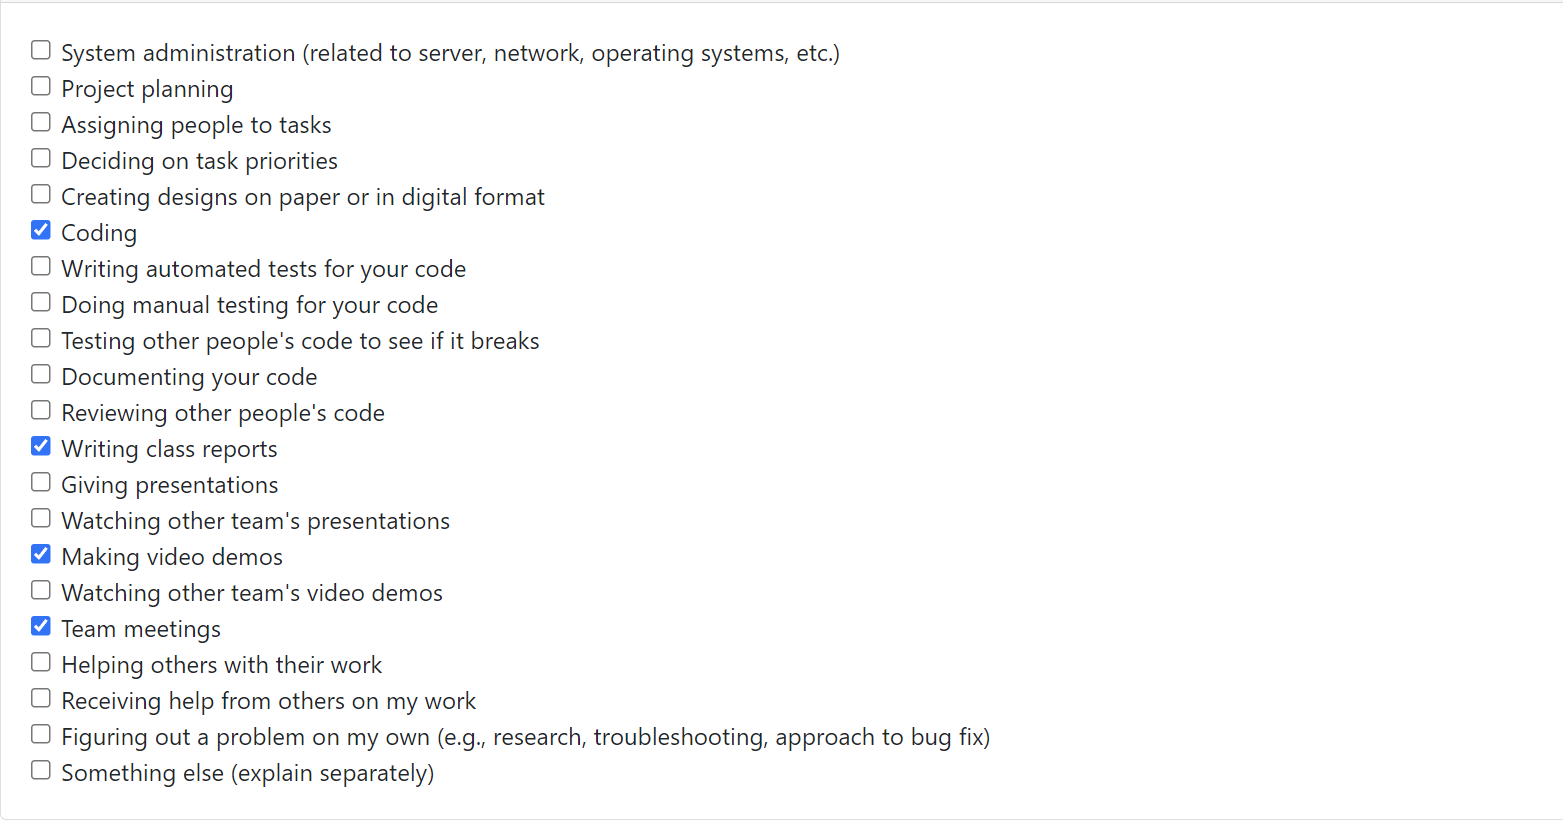 System administration (related to server, network, operating systems, etc.)
Project planning
Assigning people to tasks
Deciding on task priorities
Creating designs on paper or in digital format
Coding
Writing automated tests for your code
Doing manual testing for your code
Testing other people's code to see if it breaks
Documenting your code
Reviewing other people's code
Writing class reports
Giving presentations
Watching other team's presentations
Making video demos
Watching other team's video demos
Team meetings
Helping others with their work
Receiving help from others on my work
Figuring out a problem on my own (e.g., research, troubleshooting, approach to bug fix)
Something else (explain separately)